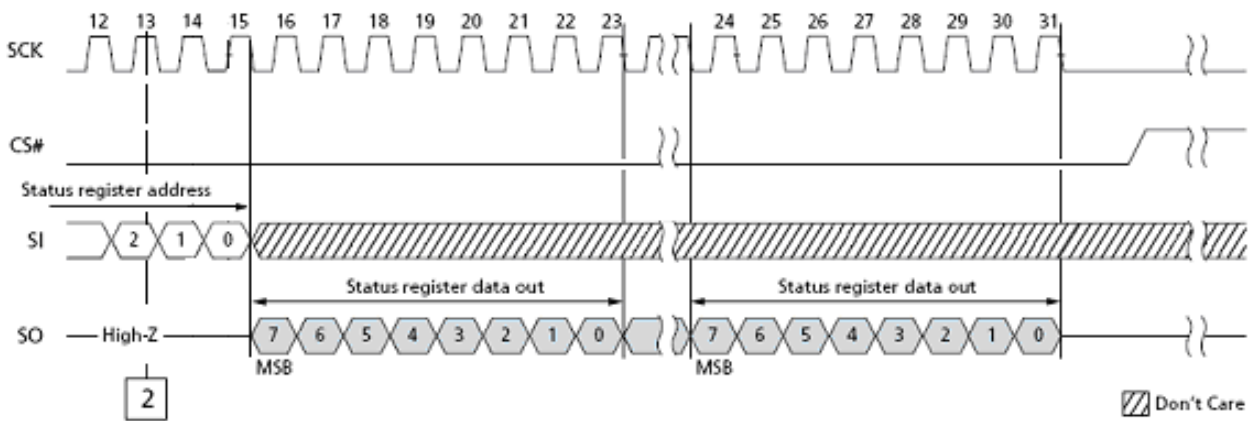 12 13 14 15 16 17 18 19 20 21 22 23 24 25 26 27 28 29 30 31
SCK
CS#
Status register address
SI 2 1 0
Status register data out Status register data out
SO High-Z 7 6 5 4 3 2 1 0 7 6 5 4 3 2 1 0
MSB MSB
2
Don't Care